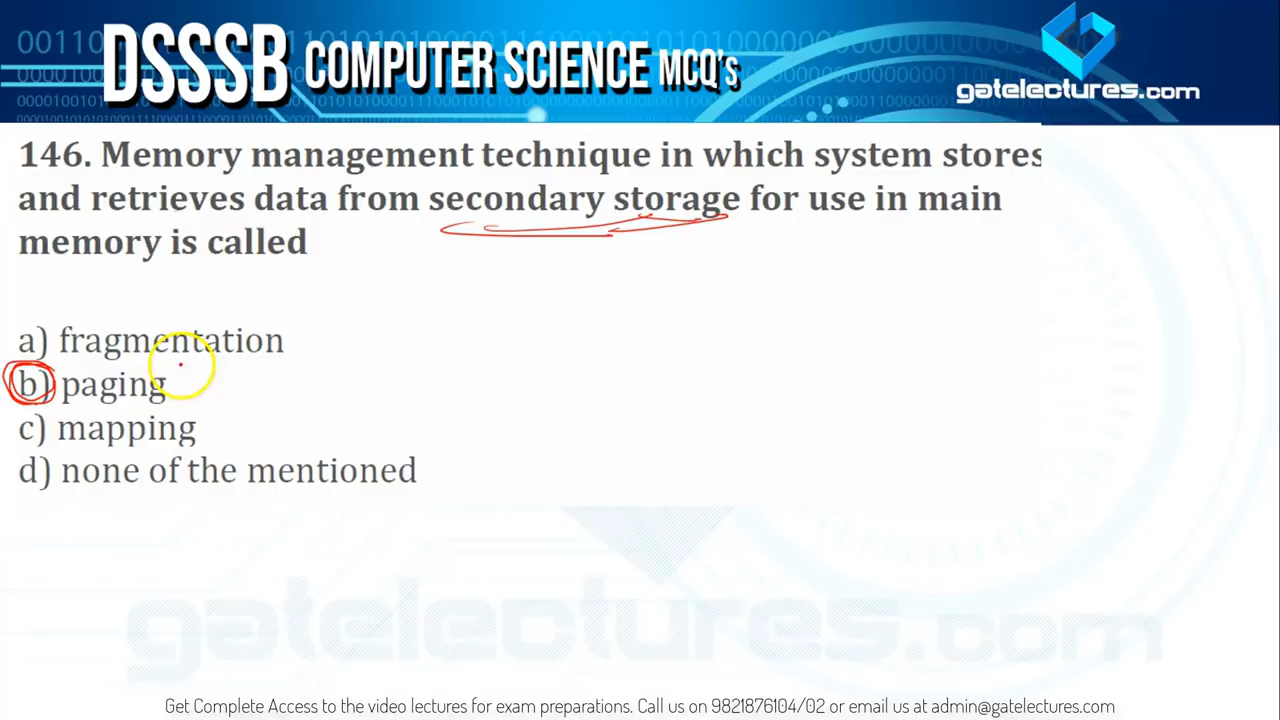 DSSSB COMPUTER SCIENCE MCQ's
gatelectures.com
146. Memory management technique in which system stores
and retrieves data from secondary storage for use in main
memory is called
a) fragmentation
b) paging
c) mapping
d) none of the mentioned
gatelectures.com
Get Complete Access to the video lectures for exam preparations. Call us on 9821876104/02 or email us at admin@gatelectures.com